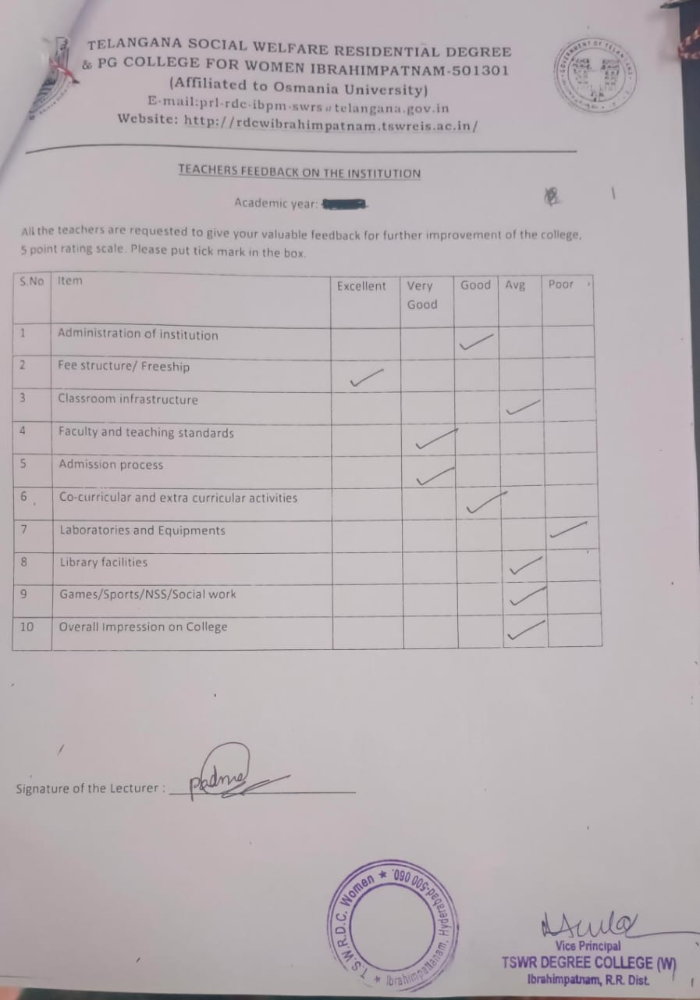 TELANGANA SOCIAL WELFARE RESIDENTIAL DEGREE
& PG COLLEGE FOR WOMEN IBRAHIMPATNAM-501301
(Affiliated to Osmania University)
E-mail:prl-rdc-ibpm-swrs@telangana.gov.in
Website: http://rdcwibrahimpatnam.tswreis.ac.in/
GOVERNMENT OF TELANGANA
TEACHERS FEEDBACK ON THE INSTITUTION
Academic year:
All the teachers are requested to give your valuable feedback for further improvement of the college,
5 point rating scale. Please put tick mark in the box.
S.No Item Excellent Very Good Good Avg Poor
1 Administration of institution ✓
2 Fee structure/ Freeship ✓
3 Classroom infrastructure ✓
4 Faculty and teaching standards ✓
5 Admission process ✓
6 Co-curricular and extra curricular activities ✓
7 Laboratories and Equipments ✓
8 Library facilities ✓
9 Games/Sports/NSS/Social work ✓
10 Overall Impression on College ✓
Signature of the Lecturer : Padma
T.S.W.R.D.C. Women ★ Ibrahimpattanam, Hyderabad-500 060. ★
Vice Principal
TSWR DEGREE COLLEGE (W)
Ibrahimpatnam, R.R. Dist.